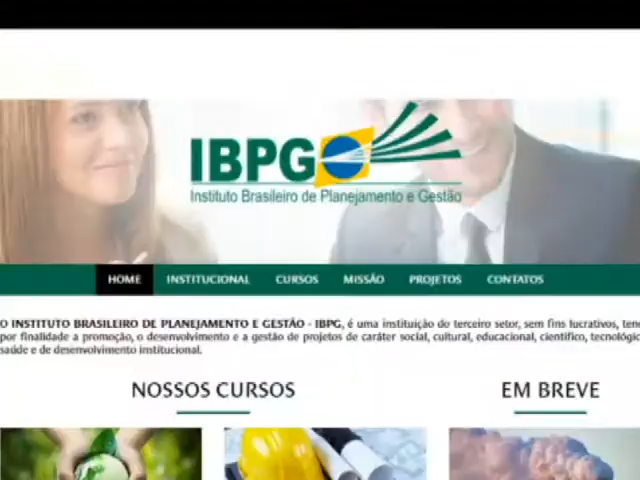 IBPG
Instituto Brasileiro de Planejamento e Gestão
HOME INSTITUCIONAL CURSOS MISSÃO PROJETOS CONTATOS
O INSTITUTO BRASILEIRO DE PLANEJAMENTO E GESTÃO - IBPG, é uma instituição do terceiro setor, sem fins lucrativos,
por finalidade a promoção, o desenvolvimento e a gestão de projetos de caráter social, cultural, educacional, científico,
saúde e de desenvolvimento institucional.
NOSSOS CURSOS
EM BREVE